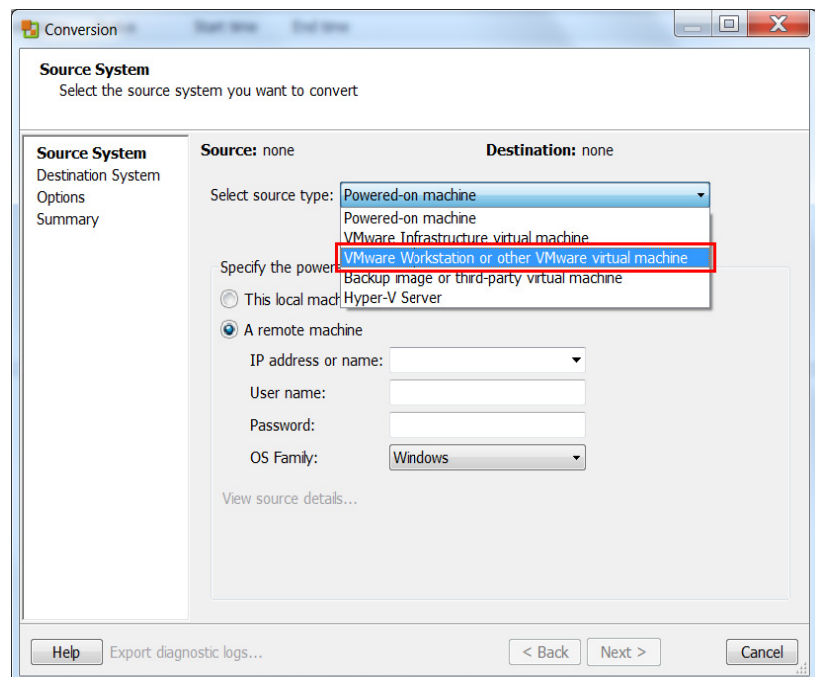 Conversion
Start time End time
Source System
Select the source system you want to convert
Source System
Destination System
Options
Summary
Source: none Destination: none
Select source type: Powered-on machine
Powered-on machine
VMware Infrastructure virtual machine
VMware Workstation or other VMware virtual machine
Backup image or third-party virtual machine
Hyper-V Server
Specify the power
This local mach
A remote machine
IP address or name:
User name:
Password:
OS Family: Windows
View source details...
Help Export diagnostic logs... < Back Next > Cancel